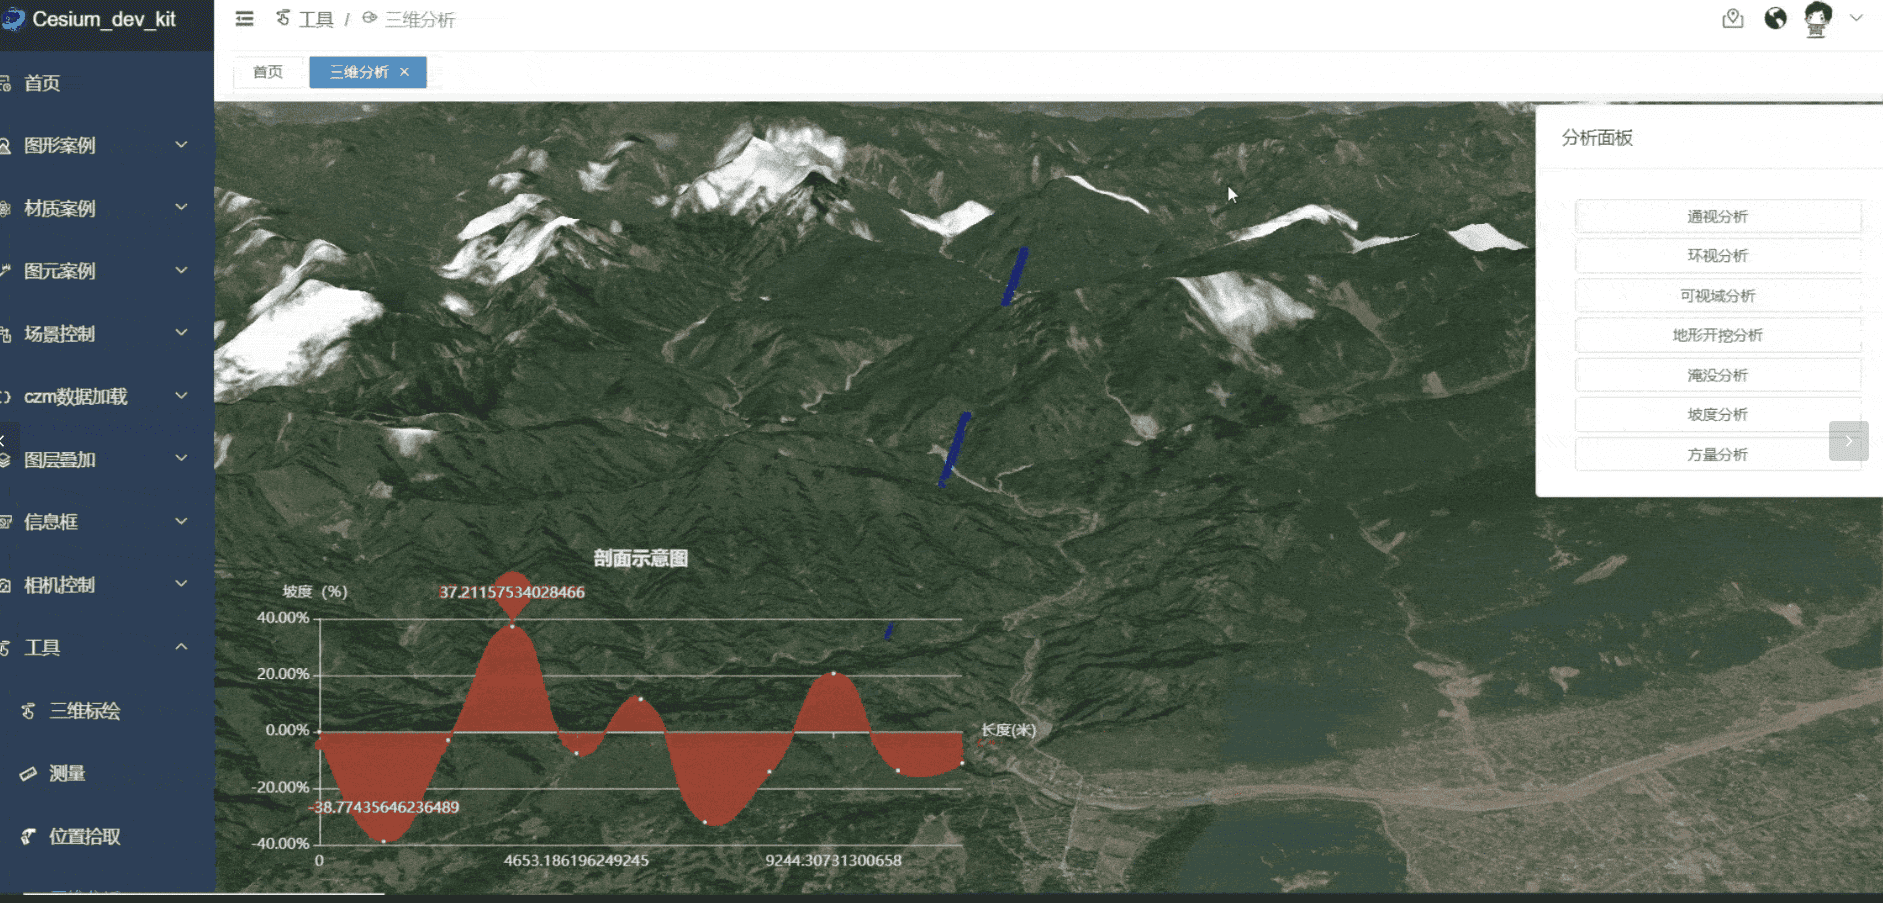 Cesium_dev_kit
工具 / 三维分析
首页
三维分析 ×
首页
图形案例
材质案例
图元案例
场景控制
czm数据加载
图层叠加
信息框
相机控制
工具
三维标绘
测量
位置拾取
分析面板
通视分析
环视分析
可视域分析
地形开挖分析
淹没分析
坡度分析
方量分析
剖面示意图
坡度（%）
37.21157534028466
40.00%
20.00%
0.00%
长度(米)
-20.00%
-38.77435646236489
-40.00%
0
4653.186196249245
9244.30731300658